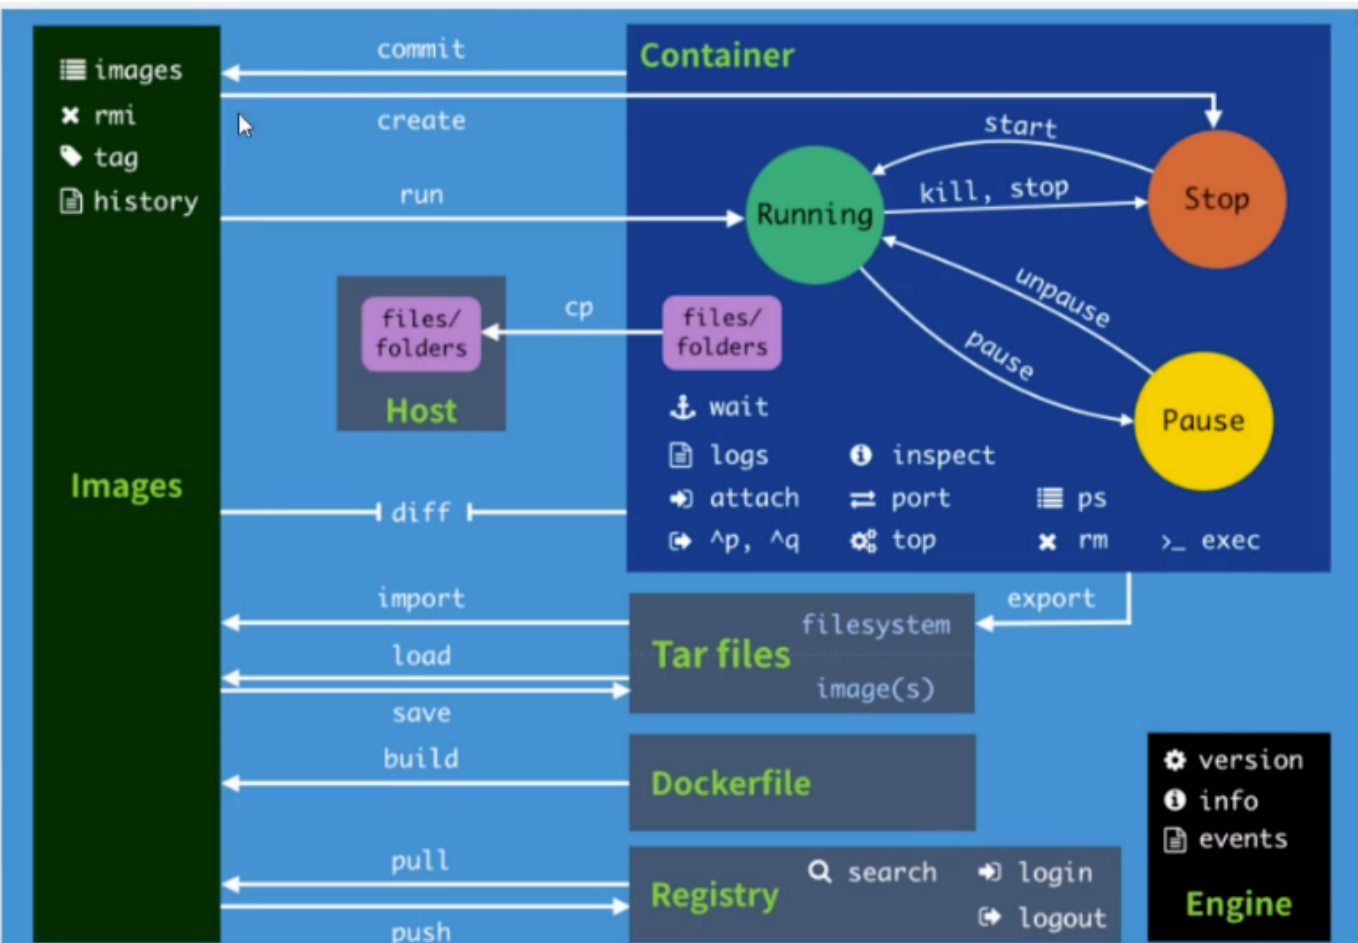 images
rmi
tag
history
Images
commit
create
run
cp
files/
folders
Host
diff
import
load
save
build
pull
push
Container
Running
start
kill, stop
Stop
unpause
pause
Pause
files/
folders
wait
logs
inspect
attach
port
ps
^p, ^q
top
rm
>_ exec
export
Tar files
filesystem
image(s)
Dockerfile
Registry
search
login
logout
version
info
events
Engine